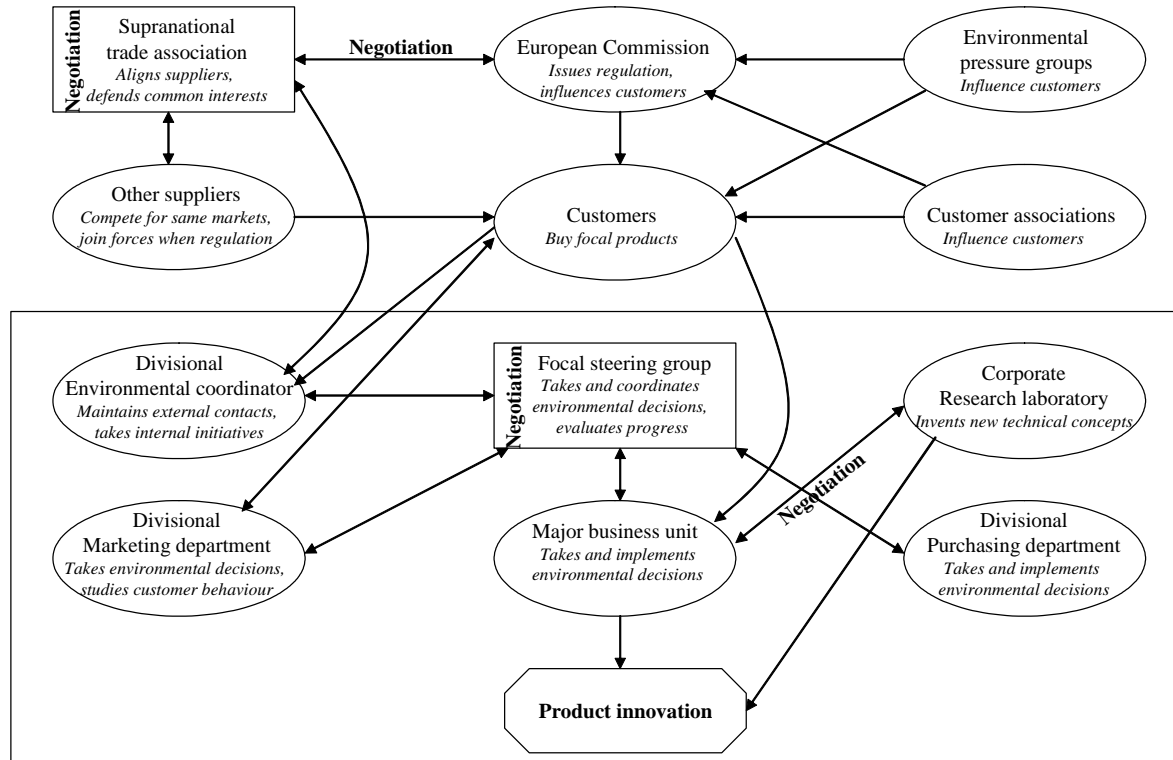 Negotiation
Supranational
trade association
Aligns suppliers,
defends common interests
Negotiation
European Commission
Issues regulation,
influences customers
Environmental
pressure groups
Influence customers
Other suppliers
Compete for same markets,
join forces when regulation
Customers
Buy focal products
Customer associations
Influence customers
Divisional
Environmental coordinator
Maintains external contacts,
takes internal initiatives
Negotiation
Focal steering group
Takes and coordinates
environmental decisions,
evaluates progress
Corporate
Research laboratory
Invents new technical concepts
Negotiation
Divisional
Marketing department
Takes environmental decisions,
studies customer behaviour
Major business unit
Takes and implements
environmental decisions
Divisional
Purchasing department
Takes and implements
environmental decisions
Product innovation